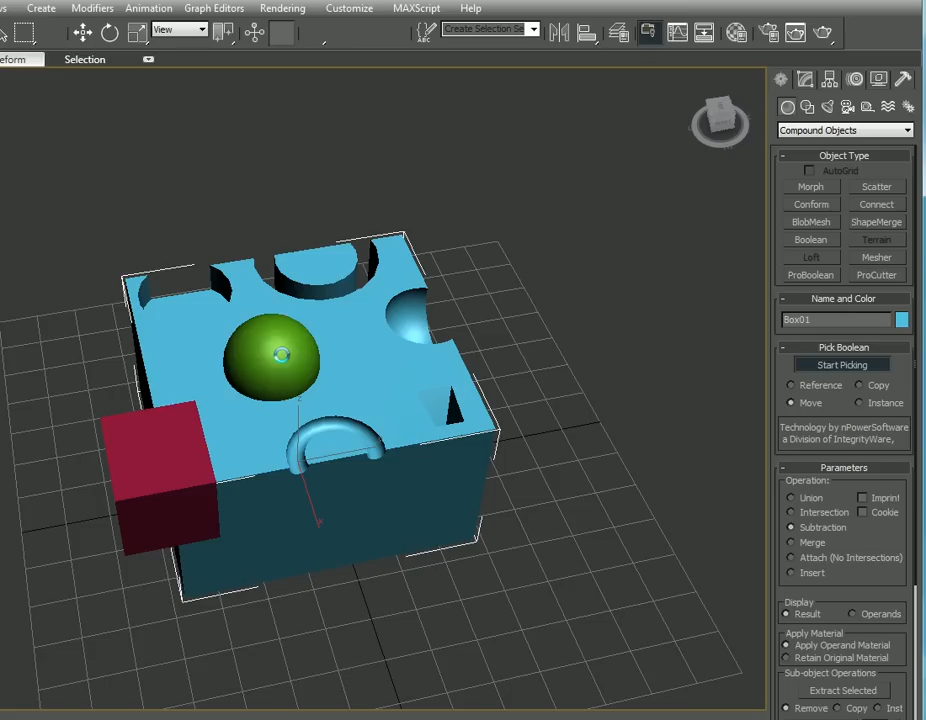 Create Modifiers Animation Graph Editors Rendering Customize MAXScript Help
View
Create Selection Se
Selection
Compound Objects
Object Type
AutoGrid
Morph Scatter
Conform Connect
BlobMesh ShapeMerge
Boolean Terrain
Loft Mesher
ProBoolean ProCutter
Name and Color
Box01
Pick Boolean
Start Picking
Reference Copy
Move Instance
Technology by nPowerSoftware
a Division of IntegrityWare,
Parameters
Operation:
Union Imprint
Intersection Cookie
Subtraction
Merge
Attach (No Intersections)
Insert
Display
Result Operands
Apply Material
Apply Operand Material
Retain Original Material
Sub-object Operations
Extract Selected
Remove Copy Inst